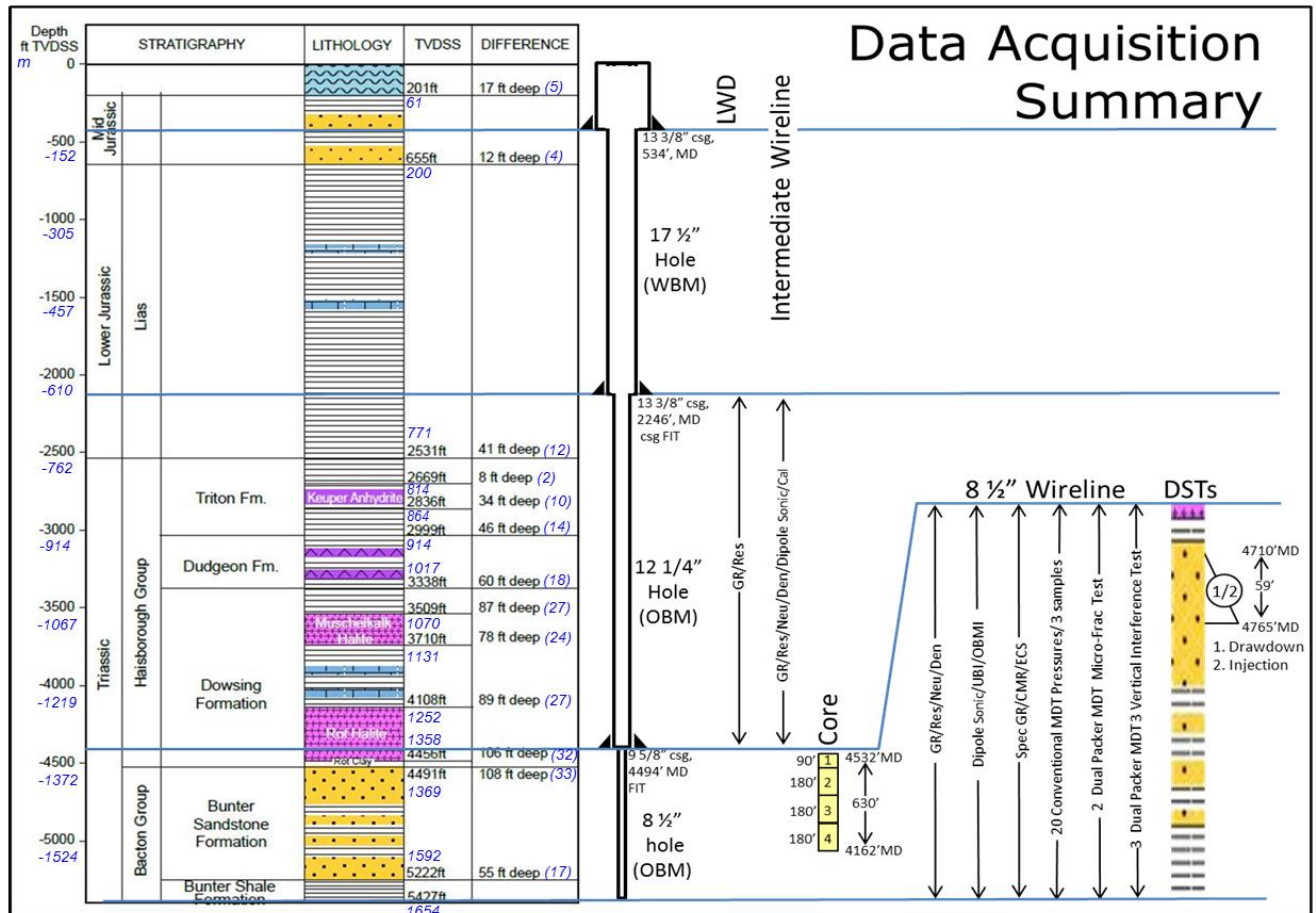 Data Acquisition
Summary
Depth
ft TVDSS
m
STRATIGRAPHY
LITHOLOGY
TVDSS
DIFFERENCE
0
-500
-152
-1000
-305
-1500
-457
-2000
-610
-2500
-762
-3000
-914
-3500
-1067
-4000
-1219
-4500
-1372
-5000
-1524
Mid
Jurassic
Lower Jurassic
Triassic
Lias
Haisborough Group
Bacton Group
Triton Fm.
Dudgeon Fm.
Dowsing
Formation
Bunter
Sandstone
Formation
Bunter Shale
Formation
Keuper Anhydrite
Muschelkalk
Halite
Rot Halite
Rot Clay
201ft 17 ft deep (5)
61
655ft 12 ft deep (4)
200
771
2531ft 41 ft deep (12)
2669ft 8 ft deep (2)
814
2836ft 34 ft deep (10)
864
2999ft 46 ft deep (14)
914
1017
3338ft 60 ft deep (18)
3509ft 87 ft deep (27)
1070
3710ft 78 ft deep (24)
1131
4108ft 89 ft deep (27)
1252
1358
4456ft 106 ft deep (32)
4491ft 108 ft deep (33)
1369
1592
5222ft 55 ft deep (17)
5427ft
1654
13 3/8" csg,
534', MD
17 ½"
Hole
(WBM)
13 3/8" csg,
2246', MD
csg FIT
12 1/4"
Hole
(OBM)
9 5/8" csg,
4494' MD
FIT
8 ½"
hole
(OBM)
LWD
Intermediate Wireline
GR/Res
GR/Res/Neu/Den/Dipole Sonic/Cal
Core
90' 1 4532'MD
180' 2
630'
180' 3
180' 4 4162'MD
8 ½" Wireline
DSTs
GR/Res/Neu/Den
Dipole Sonic/UBI/OBMI
Spec GR/CMR/ECS
20 Conventional MDT Pressures/ 3 samples
2 Dual Packer MDT Micro-Frac Test
3 Dual Packer MDT 3 Vertical Interference Test
4710'MD
1/2
59'
4765'MD
1. Drawdown
2. Injection